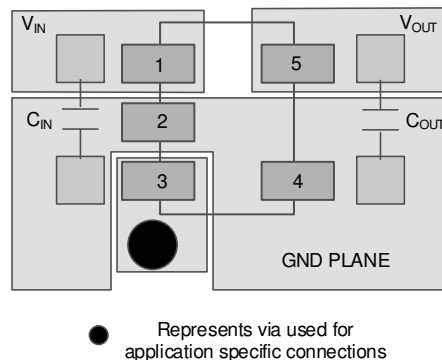 VIN
VOUT
1
5
CIN
2
COUT
3
4
GND PLANE
Represents via used for
application specific connections